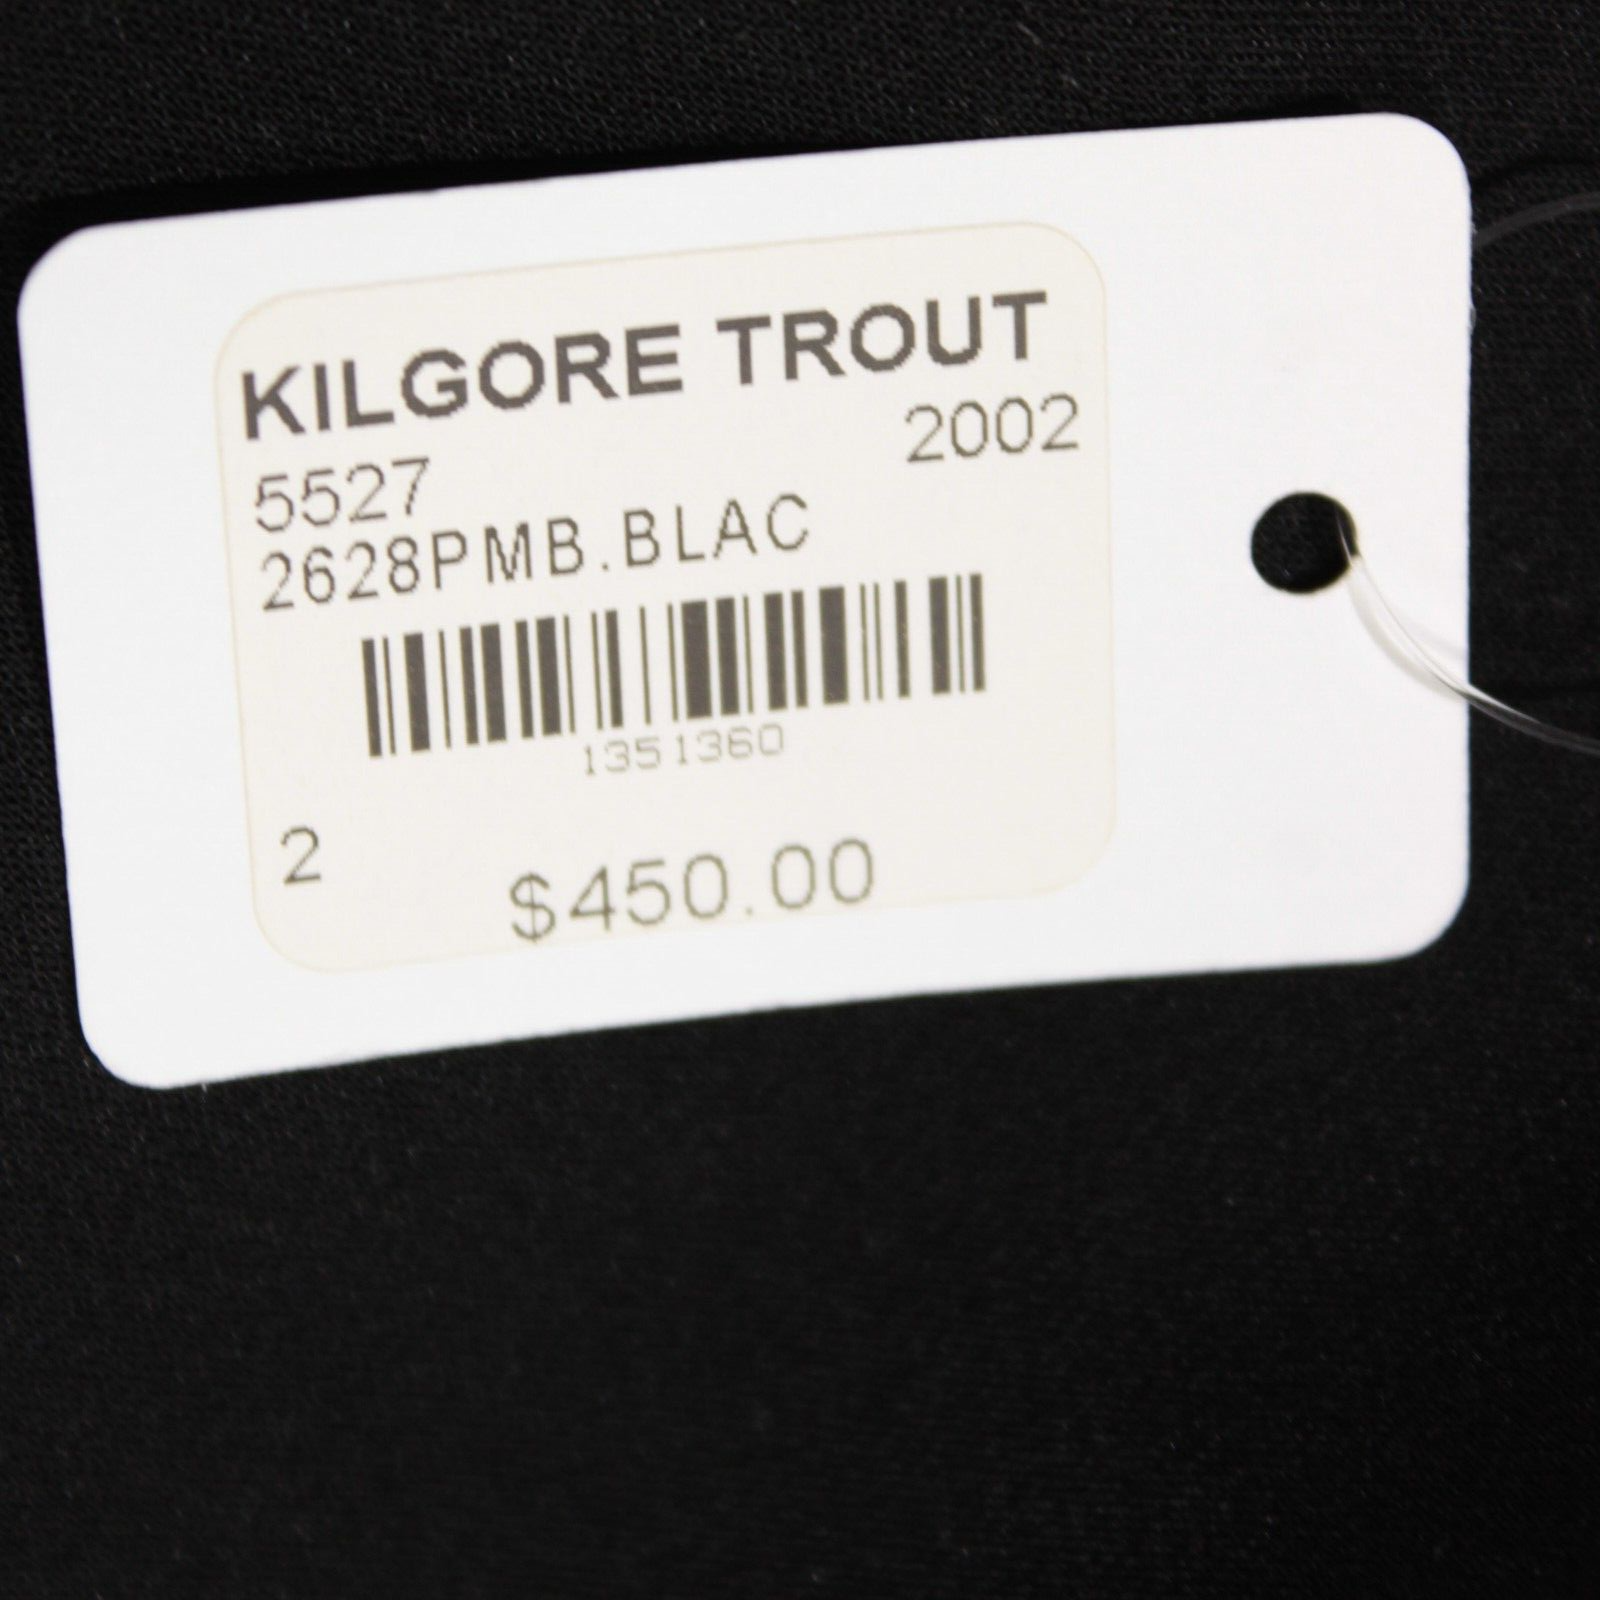 KILGORE TROUT
5527 2002
2628PMB.BLAC
1351360
2 $450.00